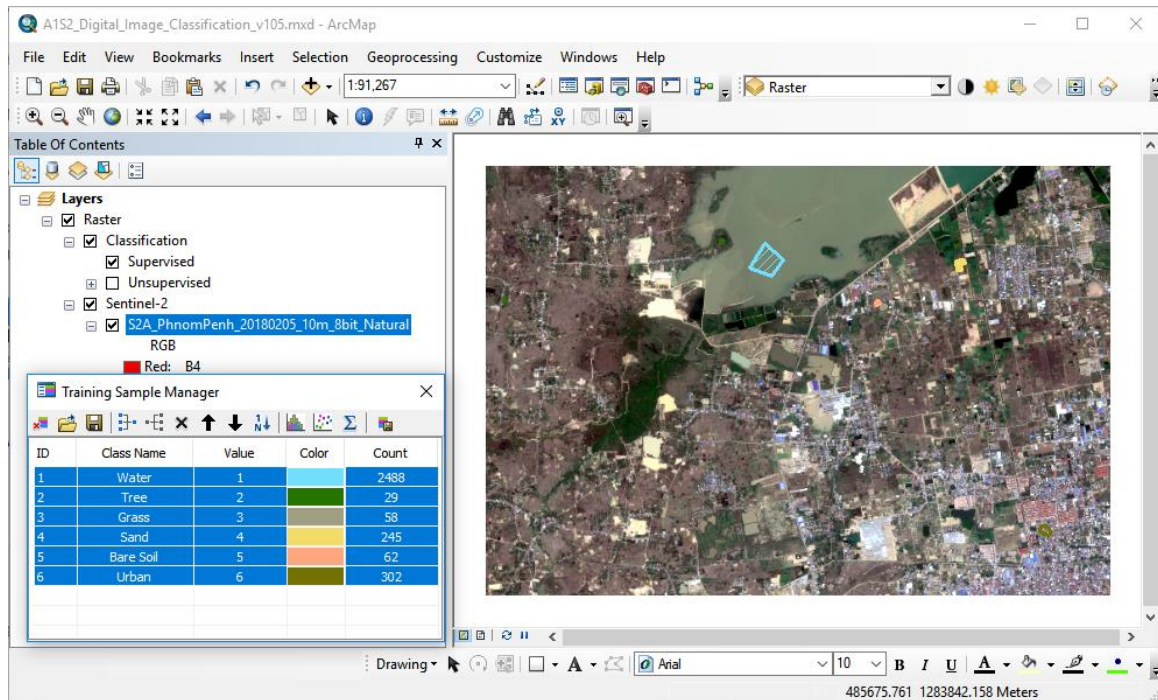 A1S2_Digital_Image_Classification_v105.mxd - ArcMap
File Edit View Bookmarks Insert Selection Geoprocessing Customize Windows Help
1:91,267 Raster
Table Of Contents
Layers
Raster
Classification
Supervised
Unsupervised
Sentinel-2
S2A_PhnomPenh_20180205_10m_8bit_Natural
RGB
Red: B4
Training Sample Manager
ID Class Name Value Color Count
1 Water 1 2488
2 Tree 2 29
3 Grass 3 58
4 Sand 4 245
5 Bare Soil 5 62
6 Urban 6 302
Drawing A Arial 10 B I U A
485675.761 1283842.158 Meters